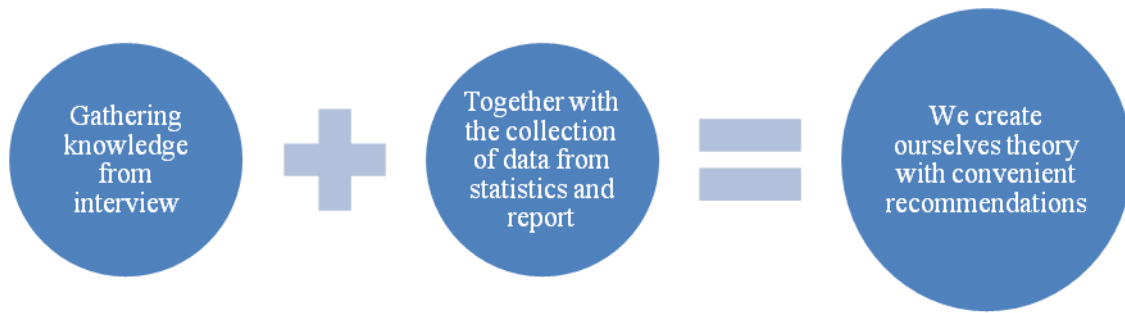 Gathering
knowledge
from
interview
Together with
the collection
of data from
statistics and
report
We create
ourselves theory
with convenient
recommendations